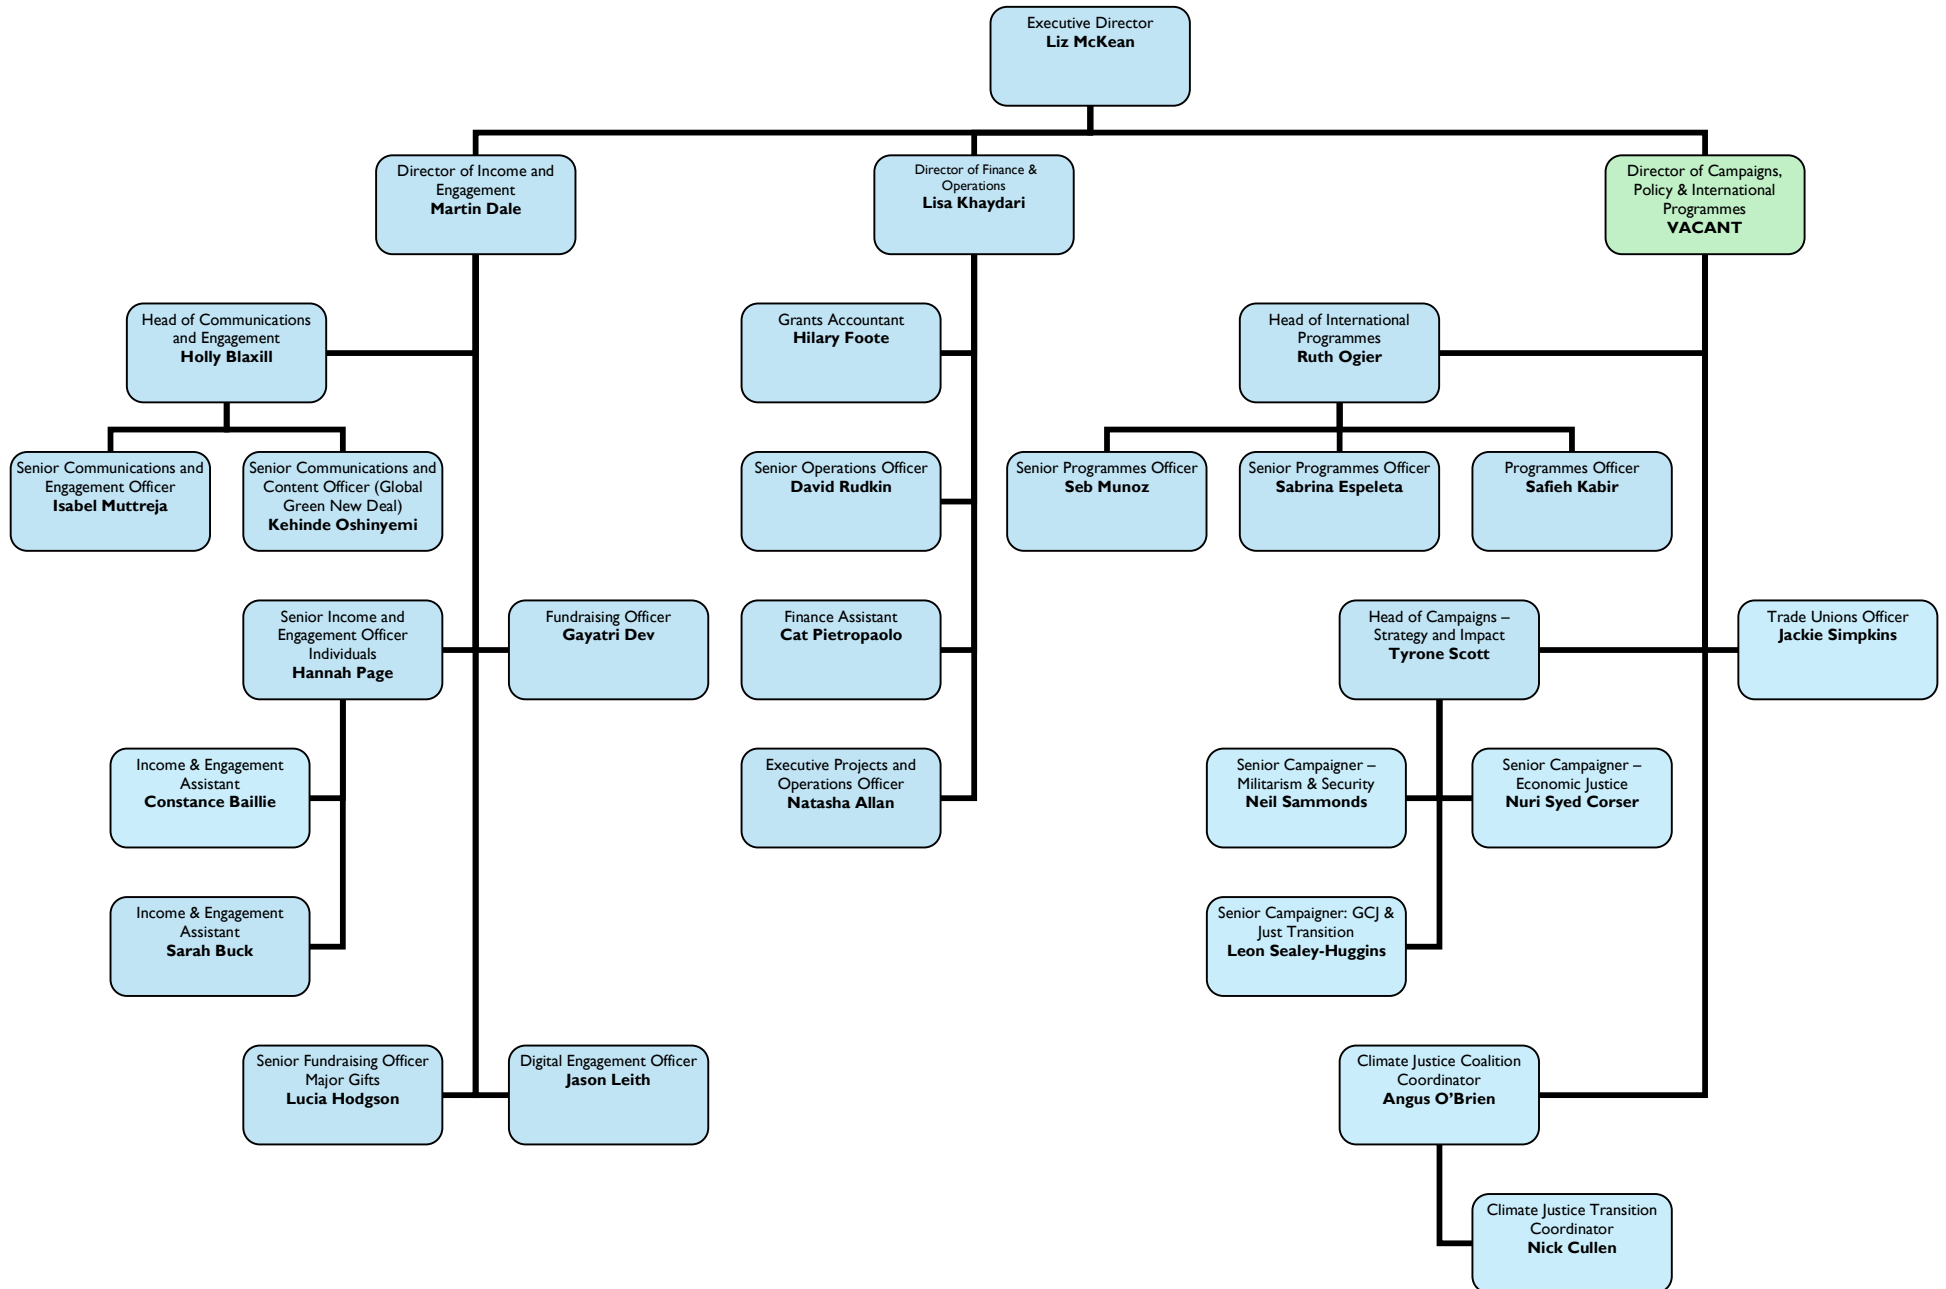 Executive Director
Liz McKean
Director of Income and
Engagement
Martin Dale
Director of Finance &
Operations
Lisa Khaydari
Director of Campaigns,
Policy & International
Programmes
VACANT
Head of Communications
and Engagement
Holly Blaxill
Grants Accountant
Hilary Foote
Head of International
Programmes
Ruth Ogier
Senior Communications and
Engagement Officer
Isabel Muttreja
Senior Communications and
Content Officer (Global
Green New Deal)
Kehinde Oshinyemi
Senior Operations Officer
David Rudkin
Senior Programmes Officer
Seb Munoz
Senior Programmes Officer
Sabrina Espeleta
Programmes Officer
Safieh Kabir
Senior Income and
Engagement Officer
Individuals
Hannah Page
Fundraising Officer
Gayatri Dev
Finance Assistant
Cat Pietropaolo
Head of Campaigns –
Strategy and Impact
Tyrone Scott
Trade Unions Officer
Jackie Simpkins
Income & Engagement
Assistant
Constance Baillie
Executive Projects and
Operations Officer
Natasha Allan
Senior Campaigner –
Militarism & Security
Neil Sammonds
Senior Campaigner –
Economic Justice
Nuri Syed Corser
Income & Engagement
Assistant
Sarah Buck
Senior Campaigner: GCJ &
Just Transition
Leon Sealey-Huggins
Senior Fundraising Officer
Major Gifts
Lucia Hodgson
Digital Engagement Officer
Jason Leith
Climate Justice Coalition
Coordinator
Angus O’Brien
Climate Justice Transition
Coordinator
Nick Cullen